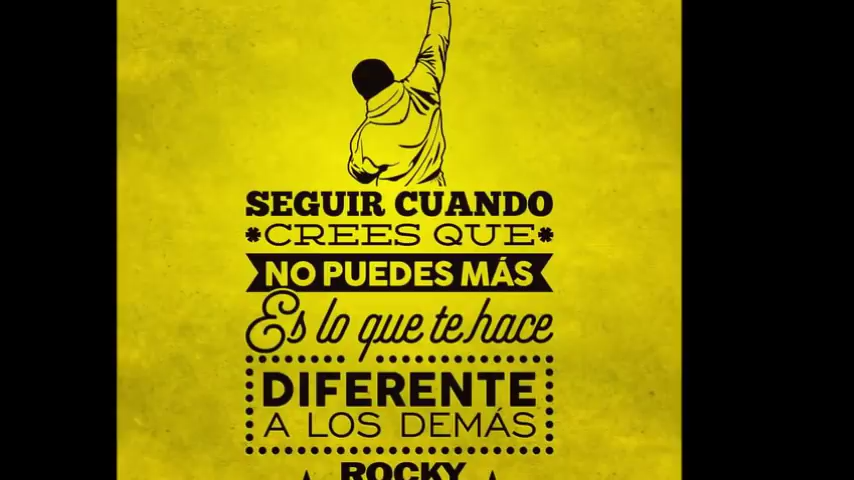 SEGUIR CUANDO
CREES QUE
NO PUEDES MÁS
Es lo que te hace
DIFERENTE
A LOS DEMÁS
ROCKY